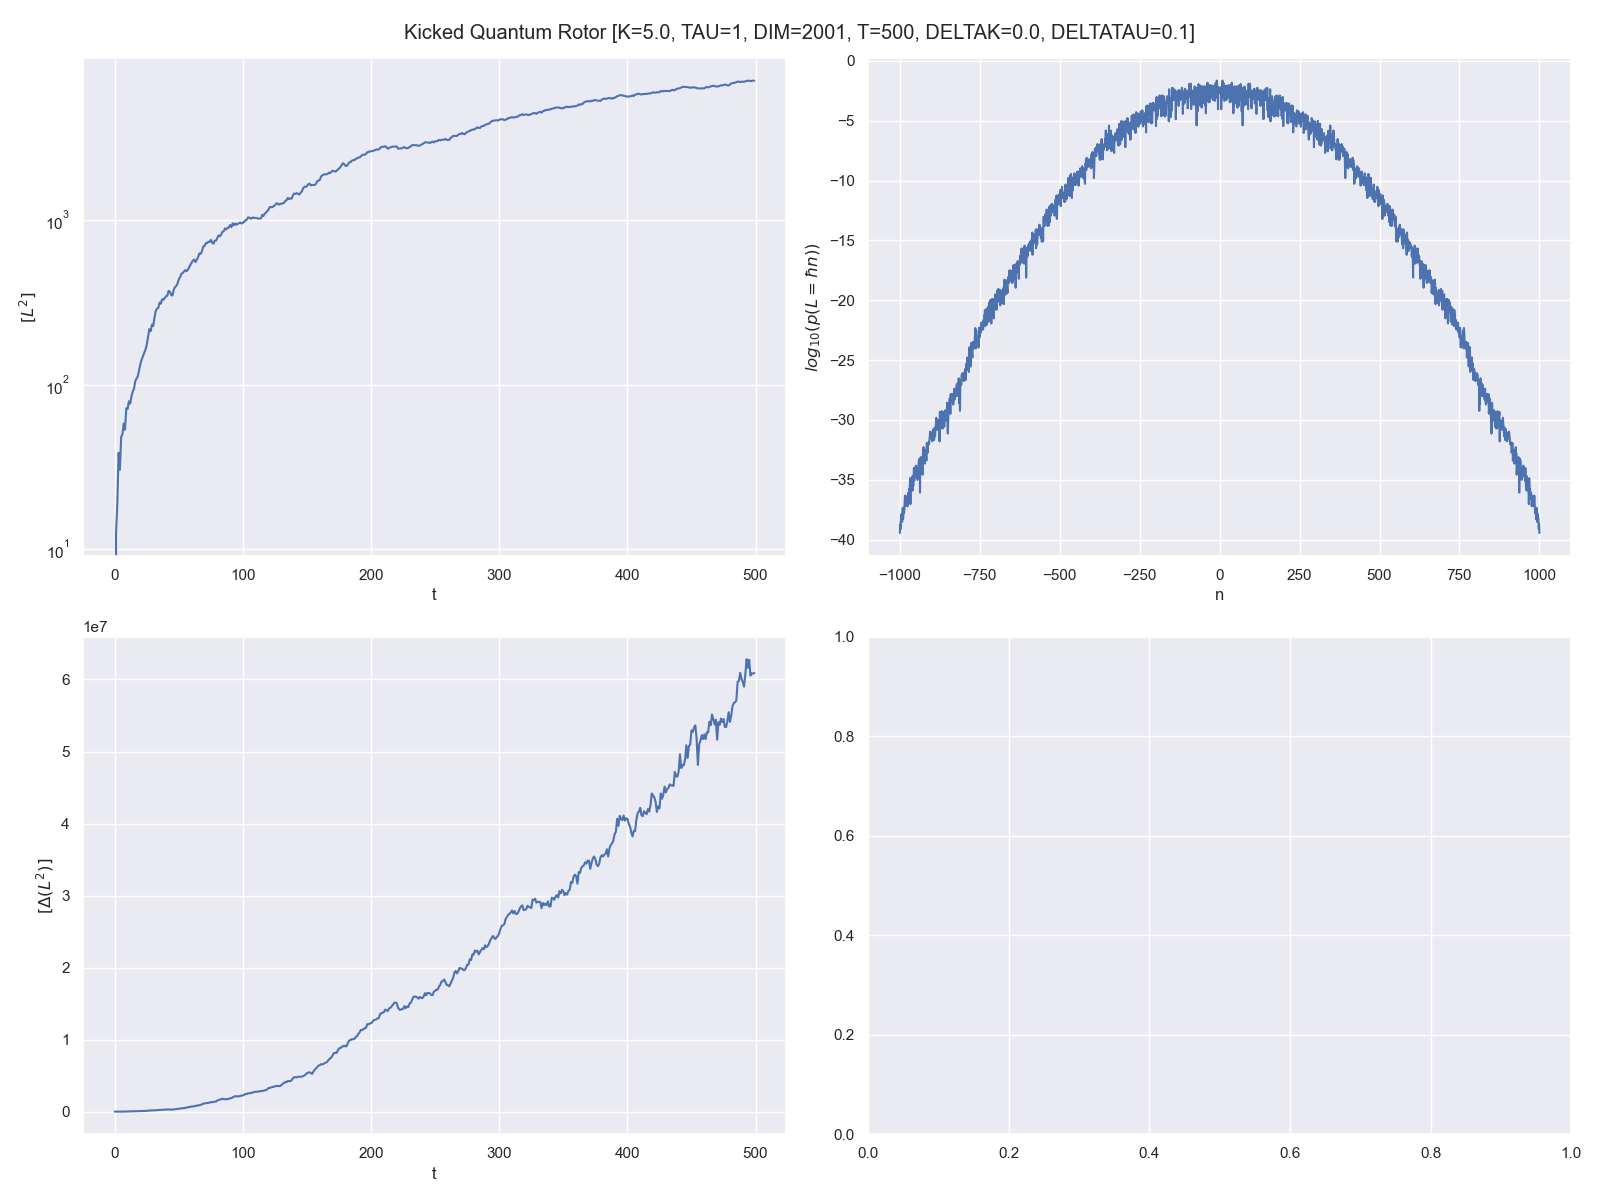 Kicked Quantum Rotor [K=5.0, TAU=1, DIM=2001, T=500, DELTAK=0.0, DELTATAU=0.1]
[L²]
10³
10²
10¹
0 100 200 300 400 500
t
log₁₀(p(L = ℏn))
0
−5
−10
−15
−20
−25
−30
−35
−40
−1000 −750 −500 −250 0 250 500 750 1000
n
1e7
[Δ(L²)]
6
5
4
3
2
1
0
0 100 200 300 400 500
t
1.0
0.8
0.6
0.4
0.2
0.0
0.0 0.2 0.4 0.6 0.8 1.0